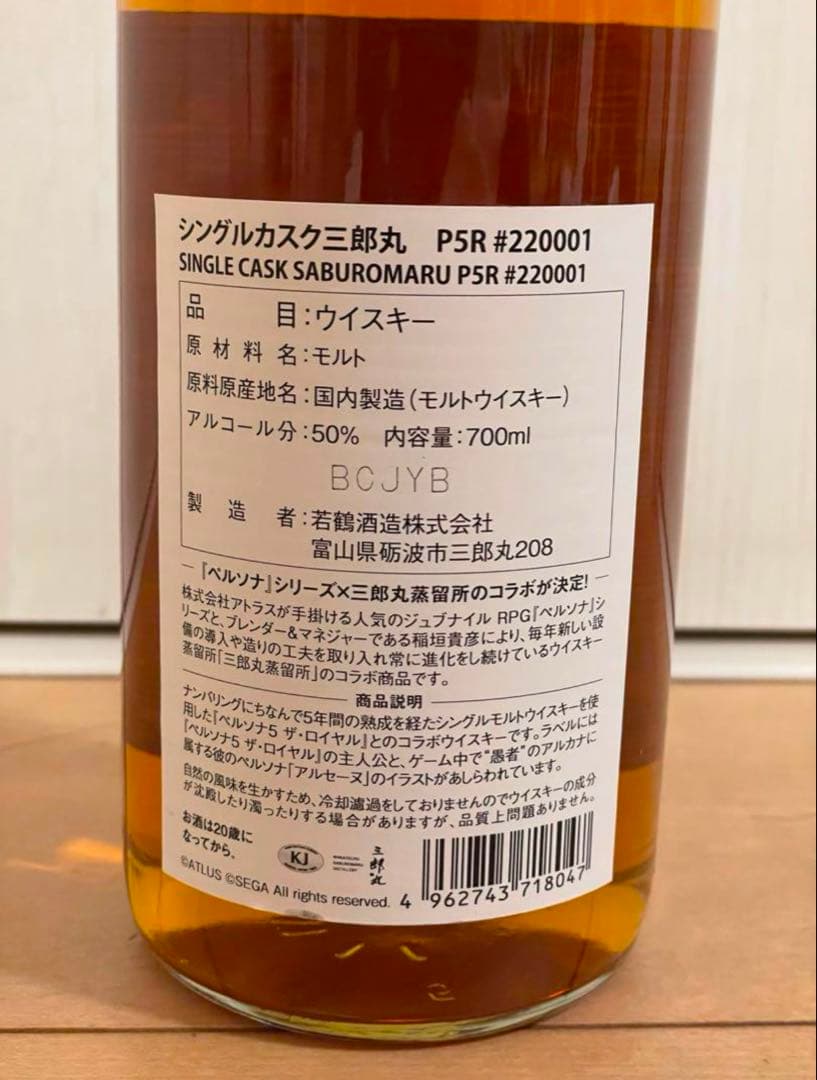 シングルカスク三郎丸 P5R #220001
SINGLE CASK SABUROMARU P5R #220001
品目:ウイスキー
原材料名:モルト
原料原産地名:国内製造(モルトウイスキー)
アルコール分:50% 内容量:700ml
BCJYB
製造者:若鶴酒造株式会社
富山県砺波市三郎丸208
『ペルソナ』シリーズ×三郎丸蒸留所のコラボが決定!
株式会社アトラスが手掛ける人気のジュブナイル RPG『ペルソナ』シ
リーズと、ブレンダー&マネジャーである稲垣貴彦により、毎年新しい設
備の導入や造りの工夫を取り入れ常に進化をし続けているウイスキー
蒸留所「三郎丸蒸留所」のコラボ商品です。
商品説明
ナンバリングにちなんで5年間の熟成を経たシングルモルトウイスキーを使
用した『ペルソナ5 ザ・ロイヤル』とのコラボウイスキーです。ラベルには
『ペルソナ5 ザ・ロイヤル』の主人公と、ゲーム中で“愚者”のアルカナに
属する彼のペルソナ「アルセーヌ」のイラストがあしらわれています。
自然の風味を生かすため、冷却濾過をしておりませんのでウイスキーの成分
が沈殿したり濁ったりする場合がありますが、品質上問題ありません。
お酒は20歳に
なってから。
KJ
三郎丸
©ATLUS ©SEGA All rights reserved.
4 962743 718047